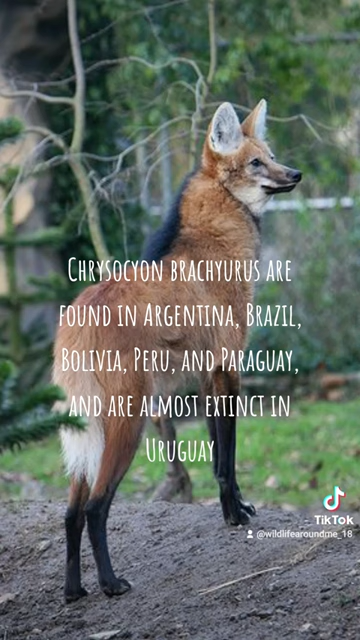 Chrysocyon brachyurus are
found in Argentina, Brazil,
Bolivia, Peru, and Paraguay,
and are almost extinct in
Uruguay
TikTok
@wildlifearoundme_18